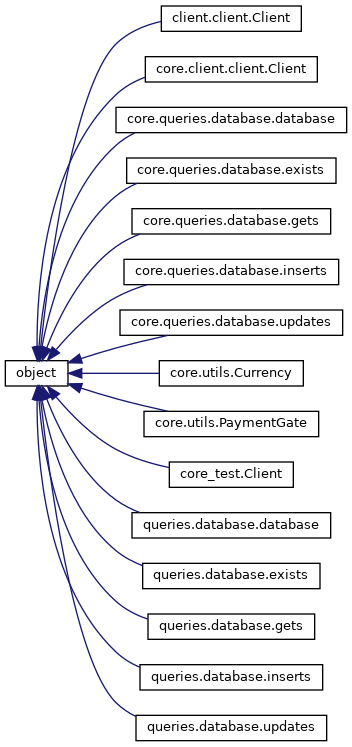 client.client.Client
core.client.client.Client
core.queries.database.database
core.queries.database.exists
core.queries.database.gets
core.queries.database.inserts
core.queries.database.updates
object
core.utils.Currency
core.utils.PaymentGate
core_test.Client
queries.database.database
queries.database.exists
queries.database.gets
queries.database.inserts
queries.database.updates